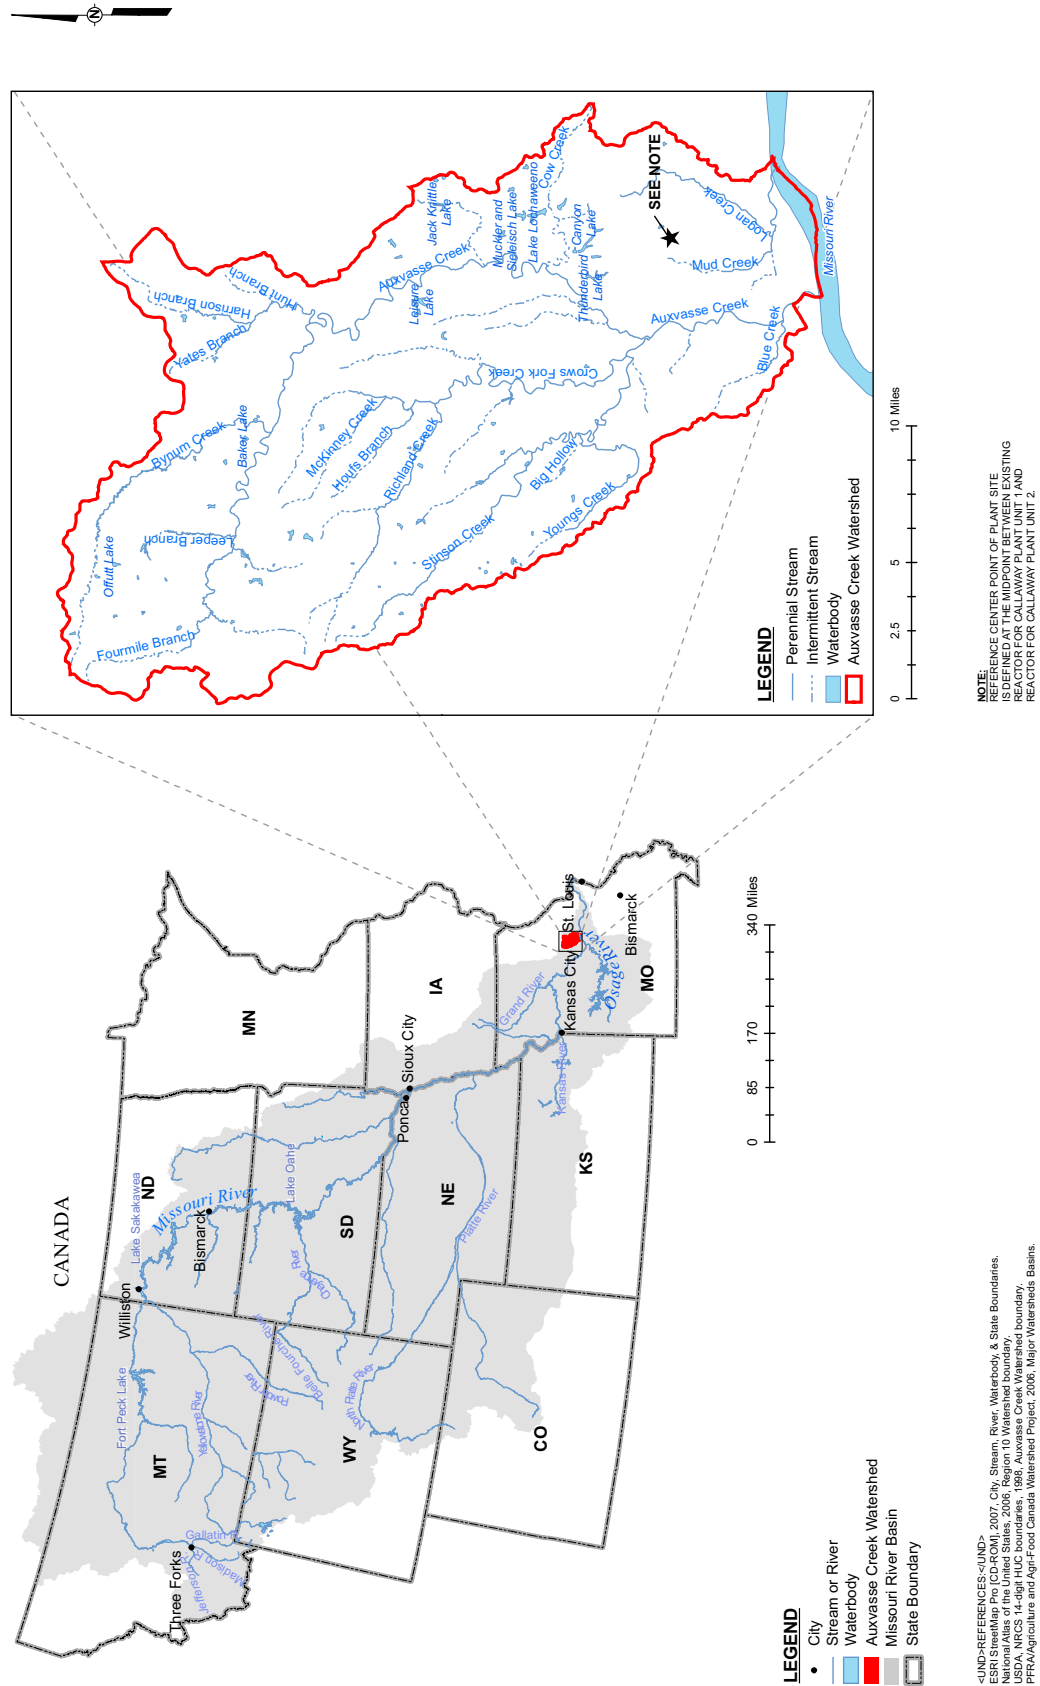 N
CANADA
MN
ND
SD
NE
IA
KS
MO
MT
WY
CO
Williston
Bismarck
Three Forks
Ponca
Sioux City
Kansas City
St. Louis
Bismarck
Lake Sakakawea
Missouri River
Lake Oahe
Fort Peck Lake
Yellowstone River
Powder River
Belle Fourche River
Cheyenne River
North Platte River
Platte River
Grand River
Kansas River
Osage River
Gallatin R.
Madison R.
Jefferson R.
0 85 170 340 Miles
LEGEND
City
Stream or River
Waterbody
Auxvasse Creek Watershed
Missouri River Basin
State Boundary
Fourmile Branch
Offutt Lake
Leeper Branch
Bynum Creek
Baker Lake
Yates Branch
Harrison Branch
Hunt Branch
McKinney Creek
Houfs Branch
Richland Creek
Stinson Creek
Big Hollow
Youngs Creek
Crows Fork Creek
Auxvasse Creek
Jack Knittle
Lake
Leisure
Lake
Muckler and
Sieleisch Lake
Lake Lochaweeno
Cow Creek
Canyon
Lake
Thunderbird
Lake
SEE NOTE
Logan Creek
Mud Creek
Auxvasse Creek
Blue Creek
Missouri River
LEGEND
Perennial Stream
Intermittent Stream
Waterbody
Auxvasse Creek Watershed
0 2.5 5 10 Miles
NOTE:
REFERENCE CENTER POINT OF PLANT SITE
IS DEFINED AT THE MIDPOINT BETWEEN EXISTING
REACTOR FOR CALLAWAY PLANT UNIT 1 AND
REACTOR FOR CALLAWAY PLANT UNIT 2.
<UND>REFERENCES:</UND>
ESRI StreetMap Pro [CD-ROM], 2007, City, Stream, River, Waterbody, & State Boundaries.
National Atlas of the United States, 2006, Region 10 Watershed boundary.
USDA, NRCS 14-digit HUC boundaries, 1998, Auxvasse Creek Watershed boundary.
PFRA/Agriculture and Agri-Food Canada Watershed Project, 2006, Major Watersheds Basins.